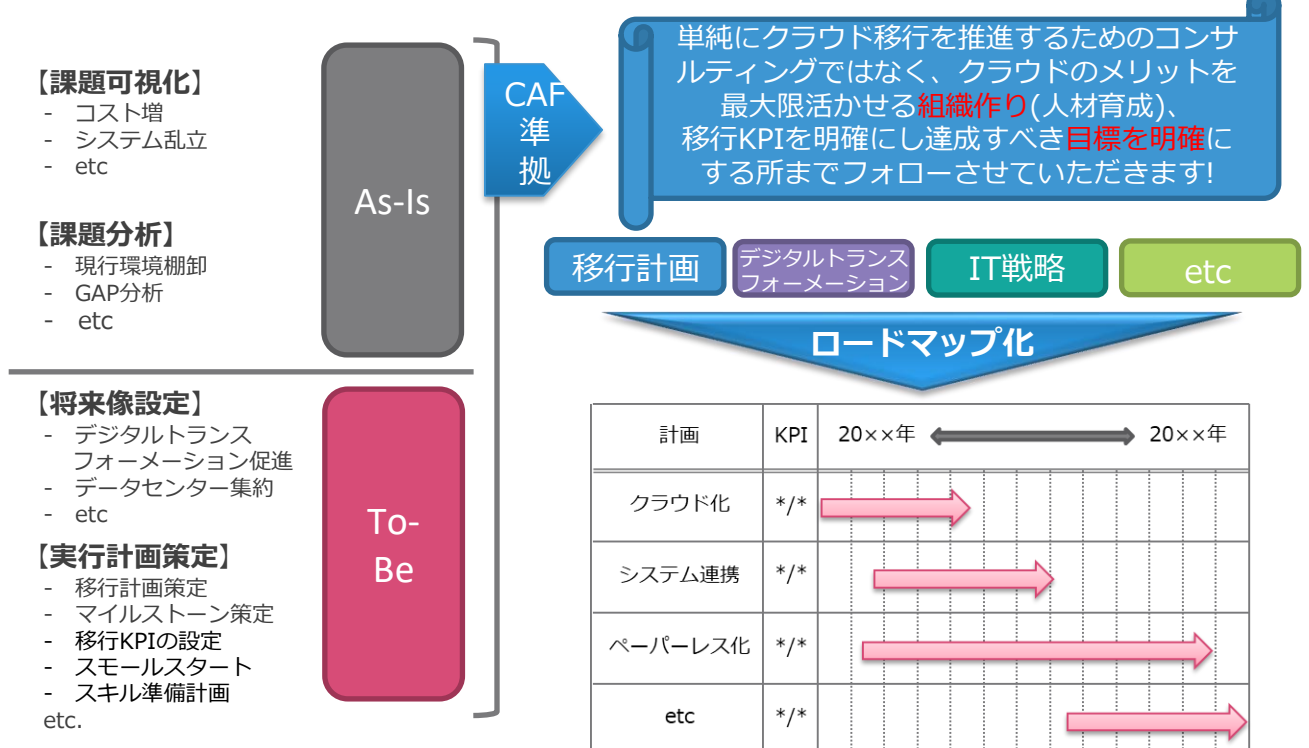 【課題可視化】
- コスト増
- システム乱立
- etc
【課題分析】
- 現行環境棚卸
- GAP分析
- etc
As-Is
【将来像設定】
- デジタルトランス
フォーメーション促進
- データセンター集約
- etc
【実行計画策定】
- 移行計画策定
- マイルストーン策定
- 移行KPIの設定
- スモールスタート
- スキル準備計画
etc.
To-
Be
CAF
準
拠
単純にクラウド移行を推進するためのコンサ
ルティングではなく、クラウドのメリットを
最大限活かせる組織作り(人材育成)、
移行KPIを明確にし達成すべき目標を明確に
する所までフォローさせていただきます!
移行計画
デジタルトランス
フォーメーション
IT戦略
etc
ロードマップ化
計画 KPI 20××年 20××年
クラウド化 */*
システム連携 */*
ペーパーレス化 */*
etc */*